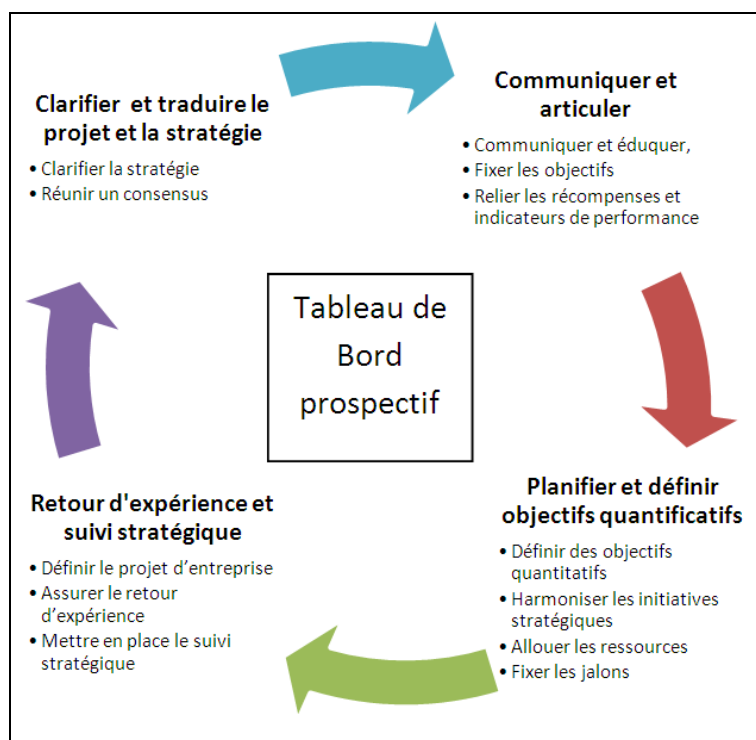 Clarifier et traduire le
projet et la stratégie
• Clarifier la stratégie
• Réunir un consensus
Communiquer et
articuler
• Communiquer et éduquer,
• Fixer les objectifs
• Relier les récompenses et
indicateurs de performance
Tableau de
Bord
prospectif
Planifier et définir
objectifs quantificatifs
• Définir des objectifs
quantitatifs
• Harmoniser les initiatives
stratégiques
• Allouer les ressources
• Fixer les jalons
Retour d'expérience et
suivi stratégique
• Définir le projet d’entreprise
• Assurer le retour
d’expérience
• Mettre en place le suivi
stratégique